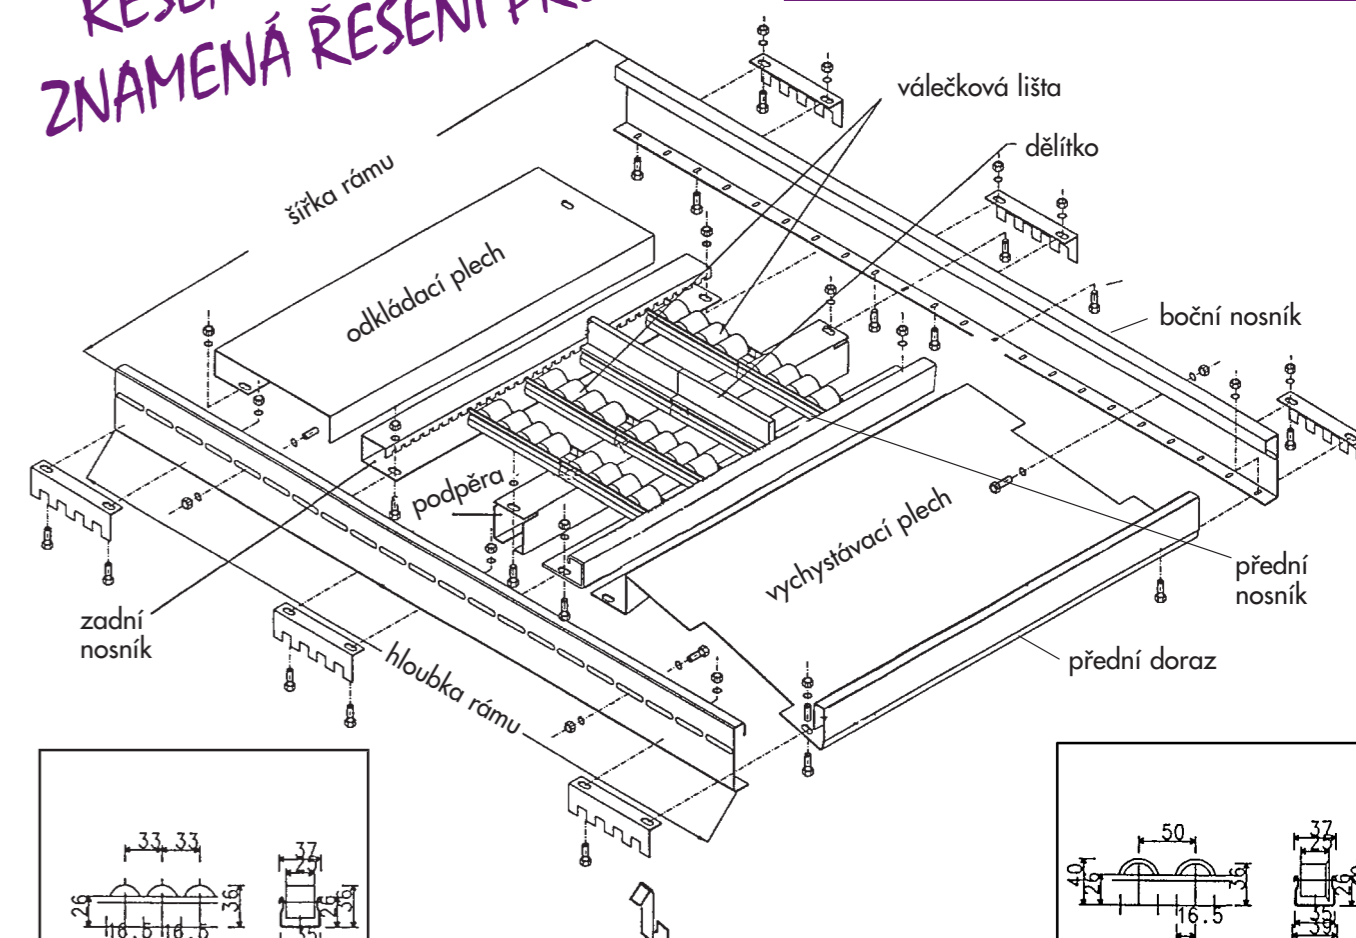 ZNAMENÁ ŘEŠENÍ
válečková lišta
dělítko
šířka rámu
odkládací plech
boční nosník
podpěra
vychystávací plech
přední
nosník
zadní
nosník
hloubka rámu
přední doraz
33 33
37
25
26
36
26
36
16.5 16.5
35
50
37
25
40
26
36
26
16.5
35
39